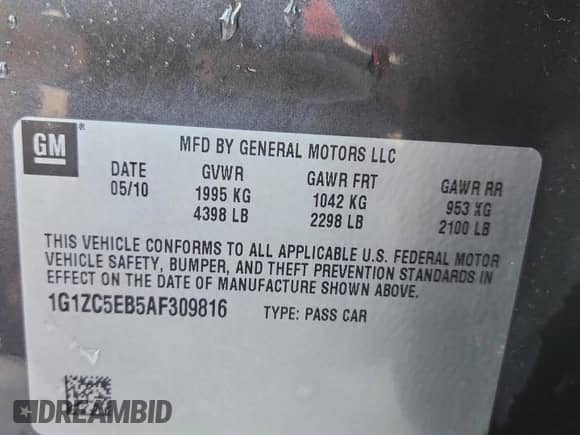 GM ®
MFD BY GENERAL MOTORS LLC
DATE GVWR GAWR FRT GAWR RR
05/10 1995 KG 1042 KG 953 KG
4398 LB 2298 LB 2100 LB
THIS VEHICLE CONFORMS TO ALL APPLICABLE U.S. FEDERAL MOTOR
VEHICLE SAFETY, BUMPER, AND THEFT PREVENTION STANDARDS IN
EFFECT ON THE DATE OF MANUFACTURE SHOWN ABOVE.
1G1ZC5EB5AF309816 TYPE: PASS CAR
DREAMBID